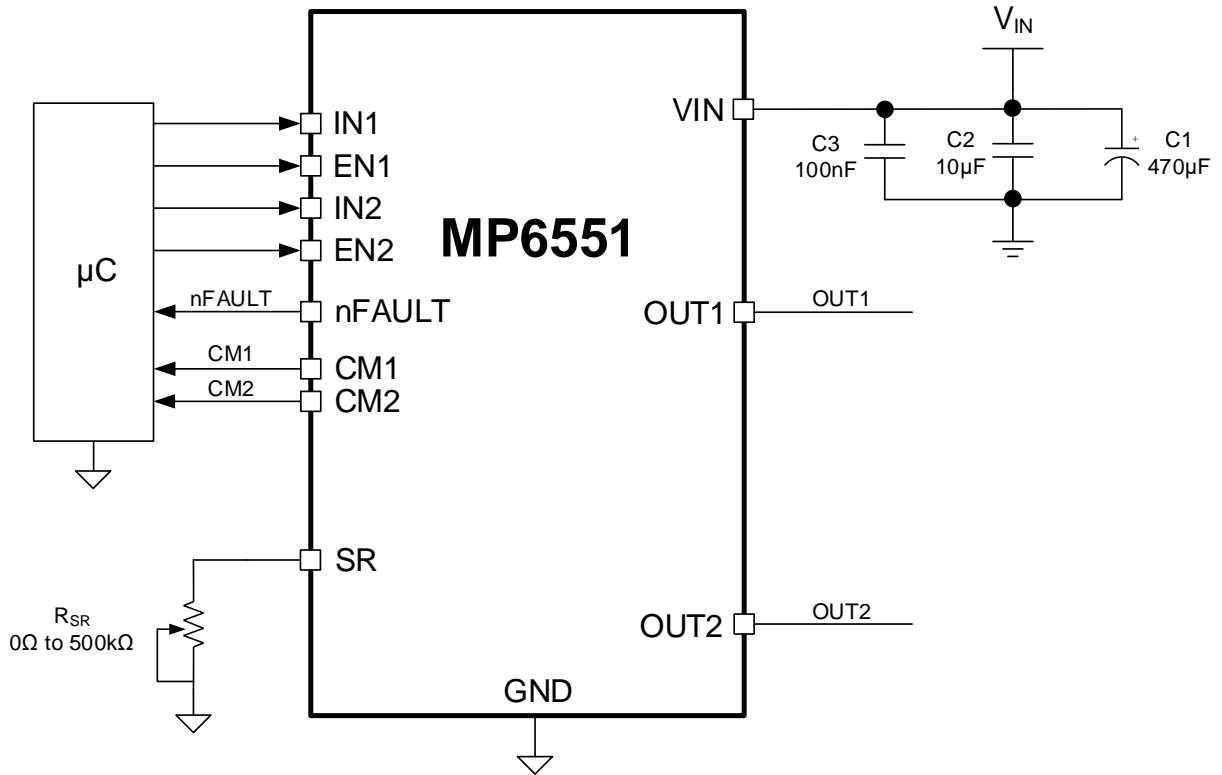 V_IN
IN1
EN1
IN2
EN2
nFAULT
nFAULT
CM1
CM1
CM2
CM2
µC
MP6551
VIN
C3
100nF
C2
10µF
C1
470µF
+
OUT1
OUT1
SR
R_SR
0Ω to 500kΩ
OUT2
OUT2
GND